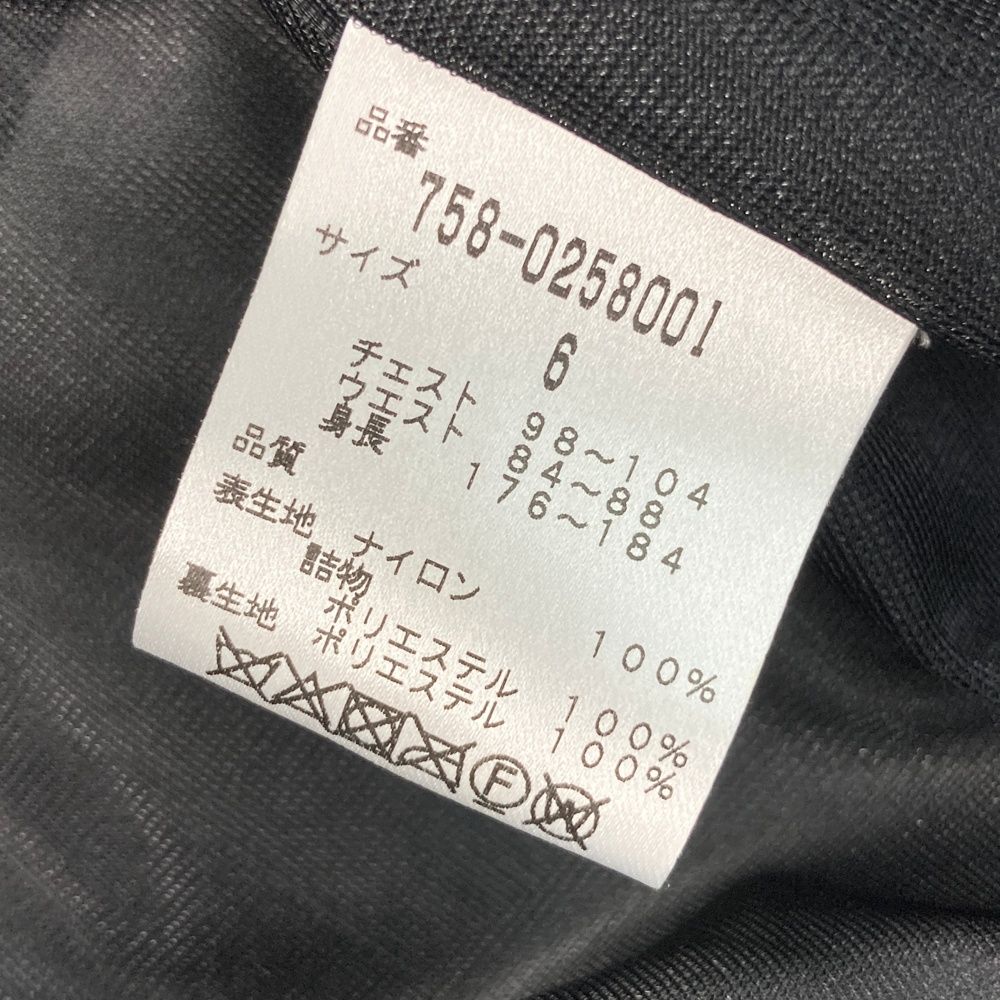 品番
758-0258001
サイズ
6
チェスト 98～104
ウエスト 84～88
身長 176～184
品質
表生地 ナイロン 100%
詰物 ポリエステル 100%
裏生地 ポリエステル 100%
F
W